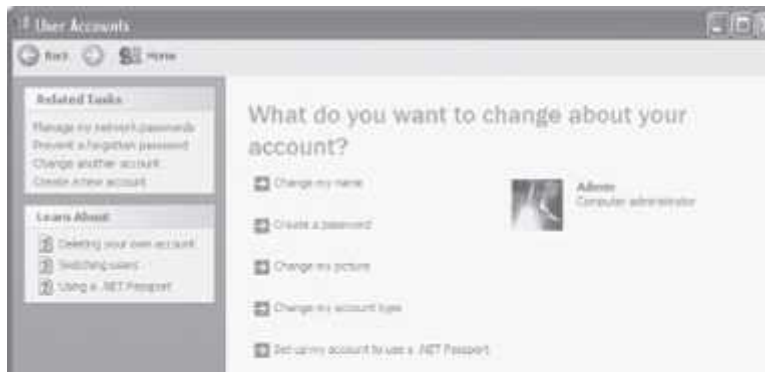 User Accounts
Back Home
Related Tasks
Manage my network passwords
Prevent a forgotten password
Change another account
Create a new account
Learn About
Deleting your own account
Switching users
Using a .NET Passport
What do you want to change about your
account?
Change my name
Create a password
Change my picture
Change my account type
Set up my account to use a .NET Passport
Admin
Computer administrator